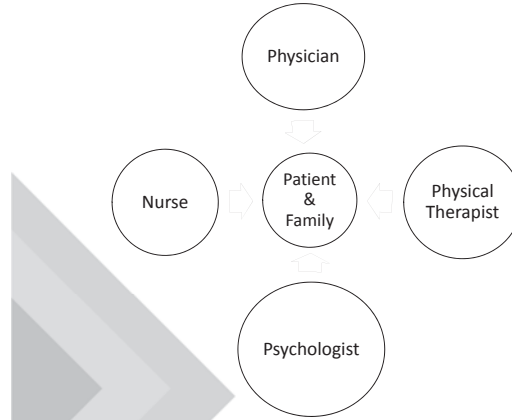 Physician
Nurse
Patient
&
Family
Physical
Therapist
Psychologist